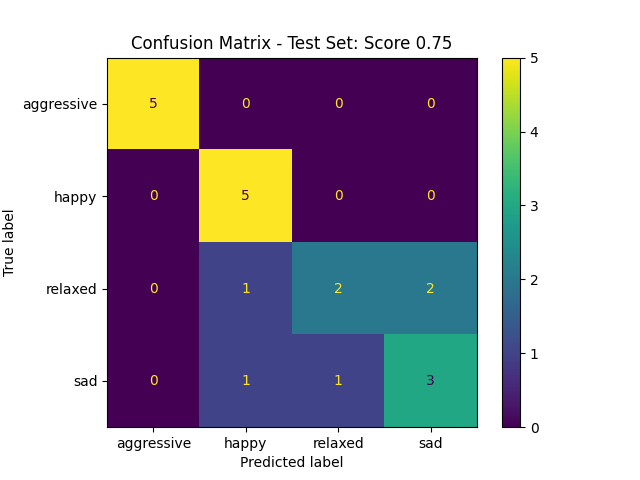 Confusion Matrix - Test Set: Score 0.75
True label
aggressive 5 0 0 0
happy 0 5 0 0
relaxed 0 1 2 2
sad 0 1 1 3
aggressive happy relaxed sad
Predicted label
5
4
3
2
1
0